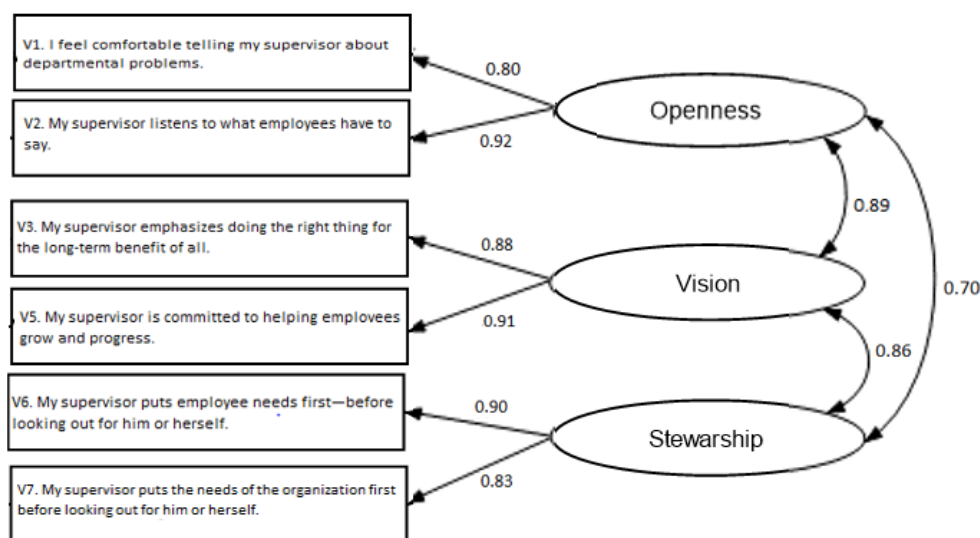 V1. I feel comfortable telling my supervisor about
departmental problems.
0.80
Openness
V2. My supervisor listens to what employees have to
say.
0.92
V3. My supervisor emphasizes doing the right thing for
the long-term benefit of all.
0.88
0.89
Vision
0.70
V5. My supervisor is committed to helping employees
grow and progress.
0.91
0.86
V6. My supervisor puts employee needs first—before
looking out for him or herself.
0.90
Stewarship
V7. My supervisor puts the needs of the organization first
before looking out for him or herself.
0.83